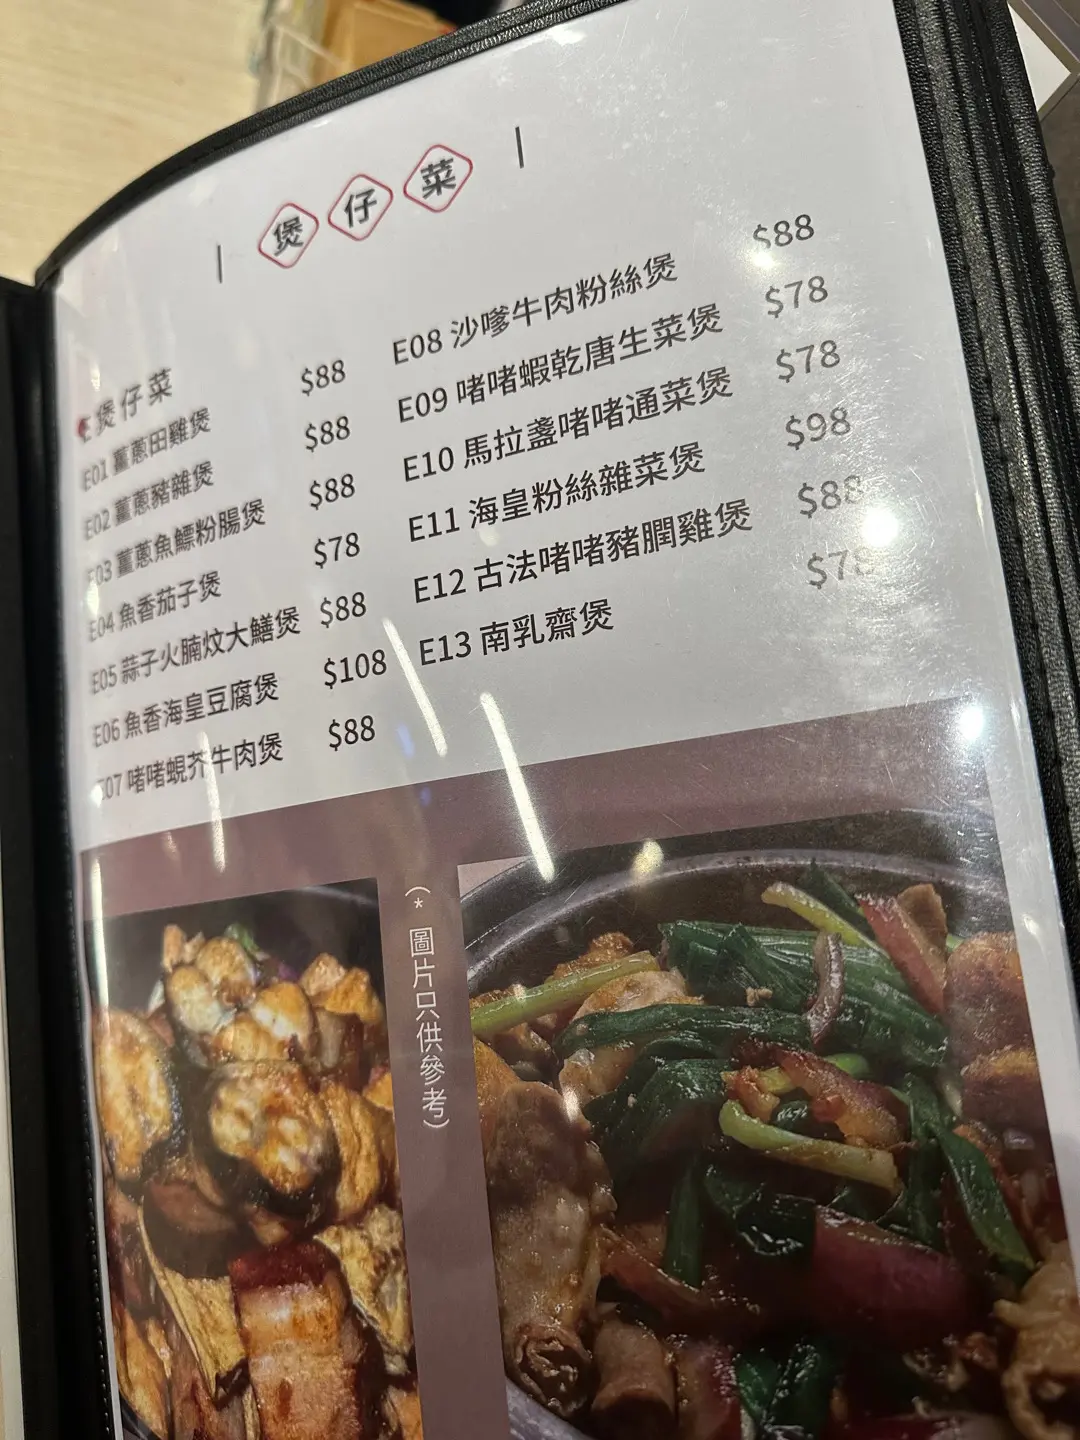 煲仔菜
E煲仔菜
E01 薑蔥田雞煲 $88
E02 薑蔥豬雜煲 $88
E03 薑蔥魚鰾粉腸煲 $88
E04 魚香茄子煲 $78
E05 蒜子火腩炆大鱔煲 $88
E06 魚香海皇豆腐煲 $108
E07 啫啫蜆芥牛肉煲 $88
E08 沙嗲牛肉粉絲煲 $88
E09 啫啫蝦乾唐生菜煲 $78
E10 馬拉盞啫啫通菜煲 $78
E11 海皇粉絲雜菜煲 $98
E12 古法啫啫豬膶雞煲 $88
E13 南乳齋煲 $78
(* 圖片只供參考)